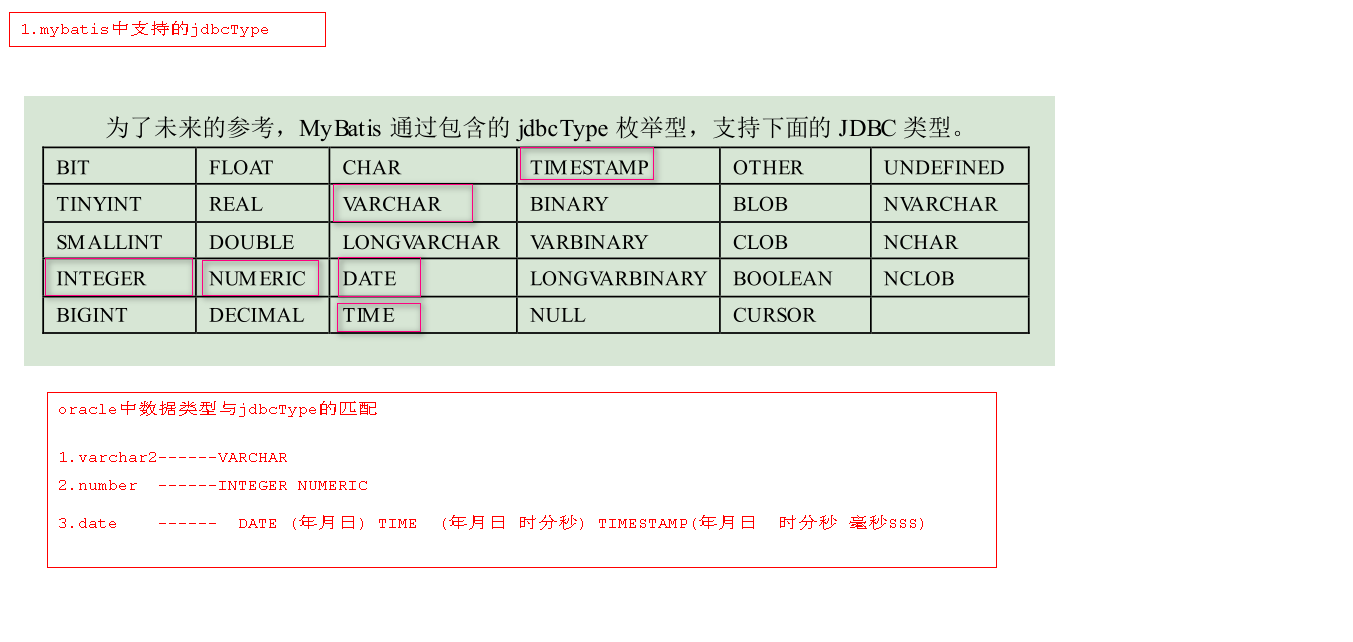 1.mybatis中支持的jdbcType
为了未来的参考，MyBatis 通过包含的 jdbcType 枚举型，支持下面的 JDBC 类型。
BIT FLOAT CHAR TIMESTAMP OTHER UNDEFINED
TINYINT REAL VARCHAR BINARY BLOB NVARCHAR
SMALLINT DOUBLE LONGVARCHAR VARBINARY CLOB NCHAR
INTEGER NUMERIC DATE LONGVARBINARY BOOLEAN NCLOB
BIGINT DECIMAL TIME NULL CURSOR
oracle中数据类型与jdbcType的匹配
1.varchar2------VARCHAR
2.number  ------INTEGER NUMERIC
3.date    ------  DATE (年月日) TIME  (年月日 时分秒) TIMESTAMP(年月日  时分秒 毫秒SSS)